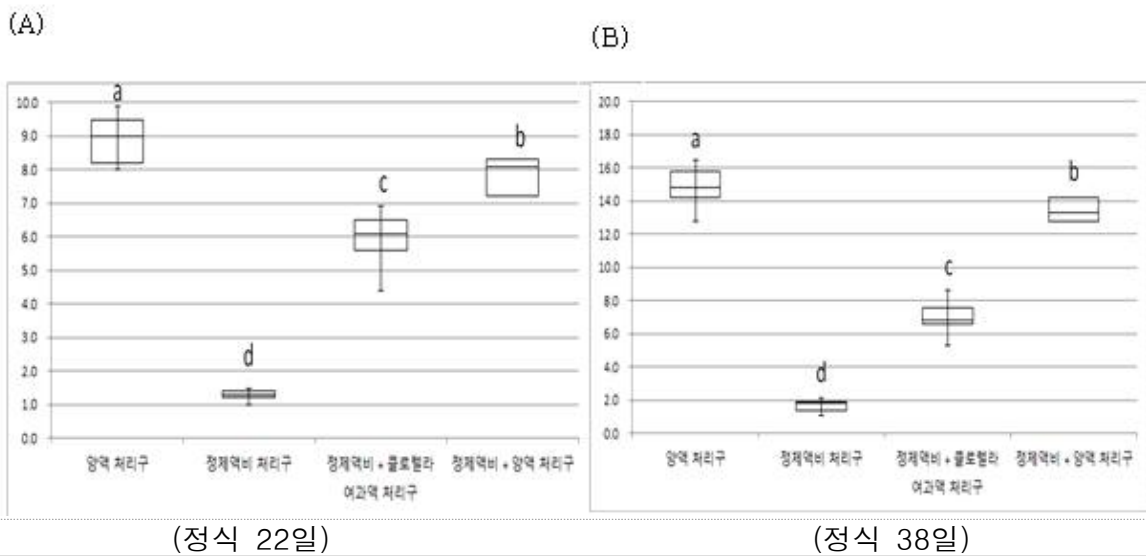 (A)
(B)
10.0
9.0
8.0
7.0
6.0
5.0
4.0
3.0
2.0
1.0
0.0
a
d
c
b
양액 처리구
정제액비 처리구
정제액비 + 클로렐라
여과액 처리구
정제액비 + 양액 처리구
20.0
18.0
16.0
14.0
12.0
10.0
8.0
6.0
4.0
2.0
0.0
a
d
c
b
양액 처리구
정제액비 처리구
정제액비 + 클로렐라
여과액 처리구
정제액비 + 양액 처리구
(정식 22일)
(정식 38일)